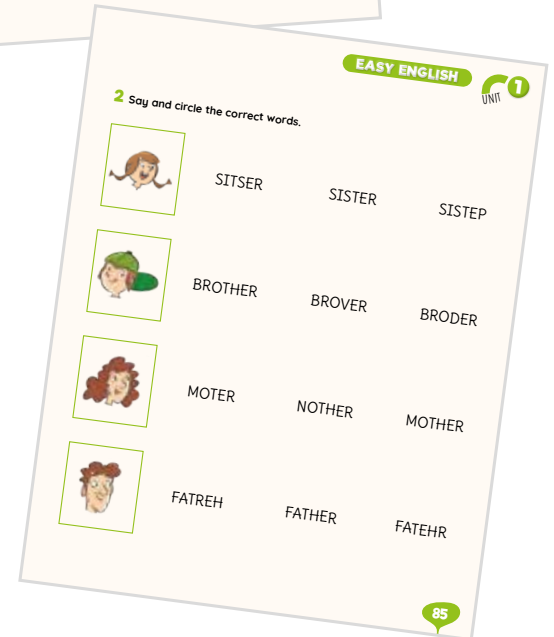 EASY ENGLISH
UNIT 1
2 Say and circle the correct words.
SITSER SISTER SISTEP
BROTHER BROVER BRODER
MOTER NOTHER MOTHER
FATREH FATHER FATEHR
85